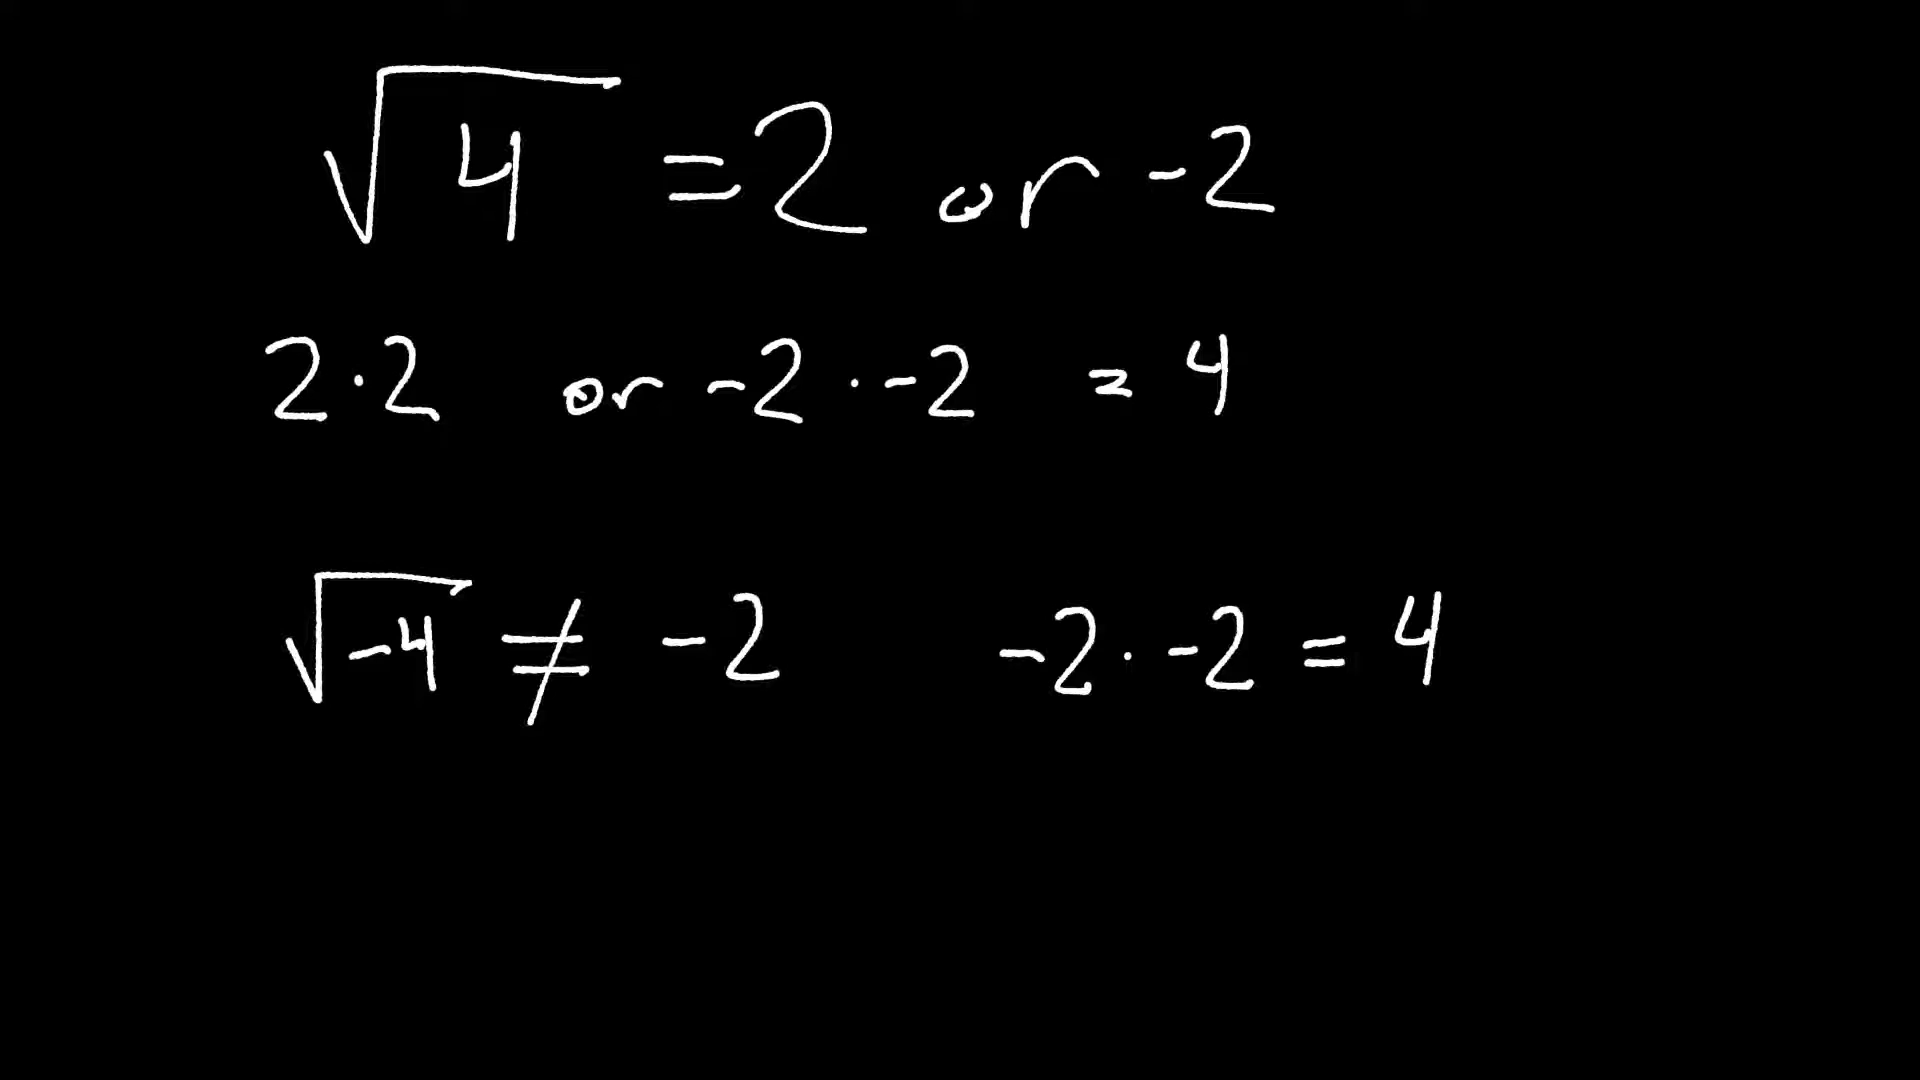 √4 = 2 or -2
2·2 or -2·-2 = 4
√-4 ≠ -2 -2·-2 = 4